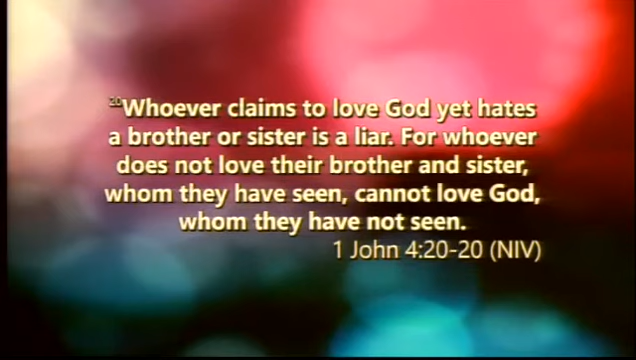 20Whoever claims to love God yet hates
a brother or sister is a liar. For whoever
does not love their brother and sister,
whom they have seen, cannot love God,
whom they have not seen.
1 John 4:20-20 (NIV)